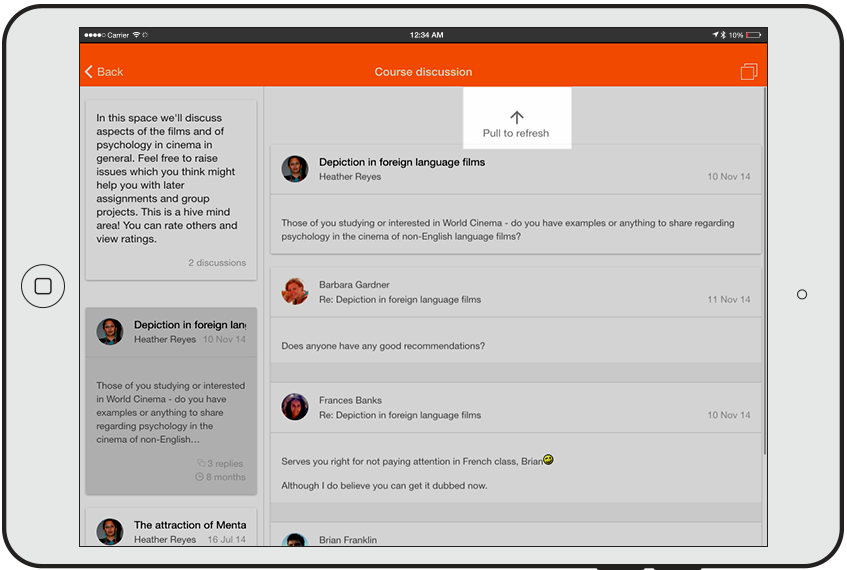 Carrier
12:34 AM
10%
Back
Course discussion
In this space we'll discuss
aspects of the films and of
psychology in cinema in
general. Feel free to raise
issues which you think might
help you with later
assignments and group
projects. This is a hive mind
area! You can rate others and
view ratings.
2 discussions
Depiction in foreign lan
Heather Reyes 10 Nov 14
Those of you studying or interested
in World Cinema - do you have
examples or anything to share
regarding psychology in the
cinema of non-English...
3 replies
8 months
The attraction of Menta
Heather Reyes 16 Jul 14
Pull to refresh
Depiction in foreign language films
Heather Reyes 10 Nov 14
Those of you studying or interested in World Cinema - do you have examples or anything to share regarding
psychology in the cinema of non-English language films?
Barbara Gardner
Re: Depiction in foreign language films 11 Nov 14
Does anyone have any good recommendations?
Frances Banks
Re: Depiction in foreign language films 10 Nov 14
Serves you right for not paying attention in French class, Brian
Although I do believe you can get it dubbed now.
Brian Franklin